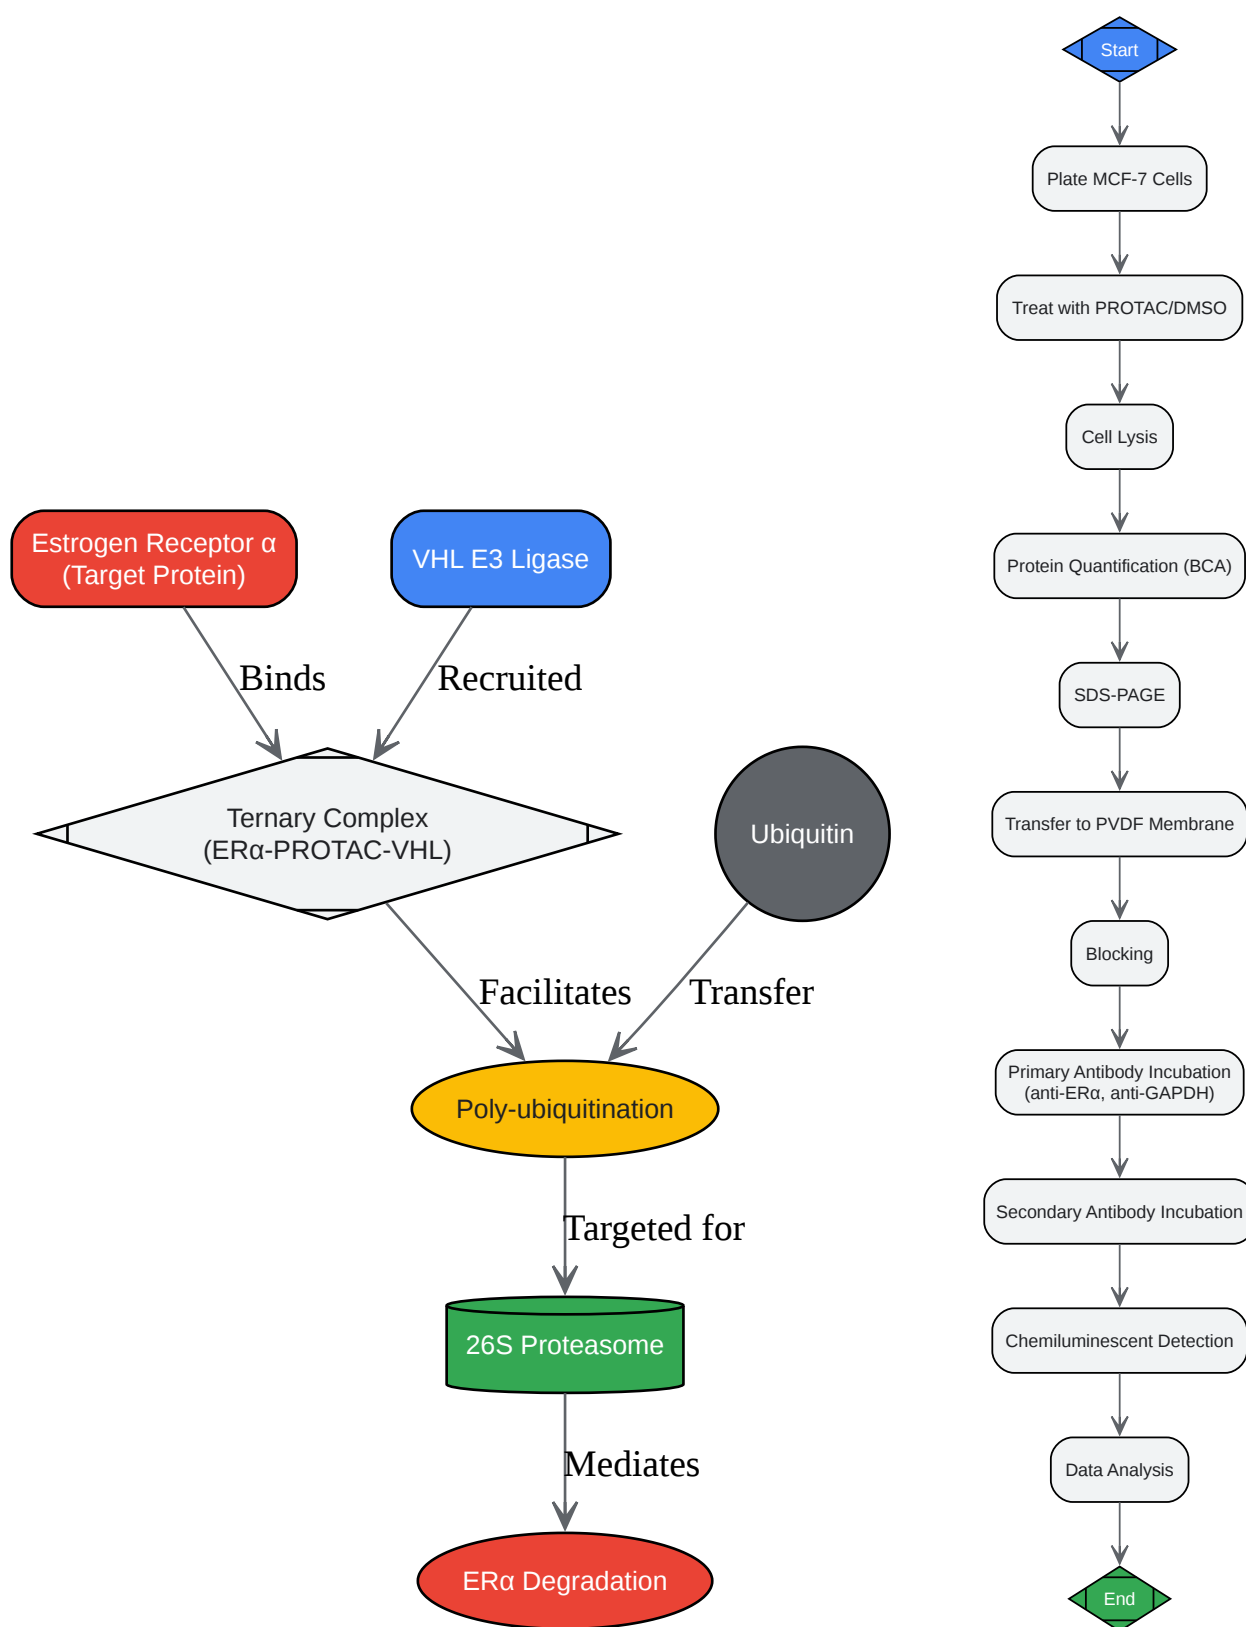 Estrogen Receptor α
(Target Protein)
VHL E3 Ligase
Binds
Recruited
Ternary Complex
(ERα-PROTAC-VHL)
Ubiquitin
Facilitates
Transfer
Poly-ubiquitination
Targeted for
26S Proteasome
Mediates
ERα Degradation
Start
Plate MCF-7 Cells
Treat with PROTAC/DMSO
Cell Lysis
Protein Quantification (BCA)
SDS-PAGE
Transfer to PVDF Membrane
Blocking
Primary Antibody Incubation
(anti-ERα, anti-GAPDH)
Secondary Antibody Incubation
Chemiluminescent Detection
Data Analysis
End